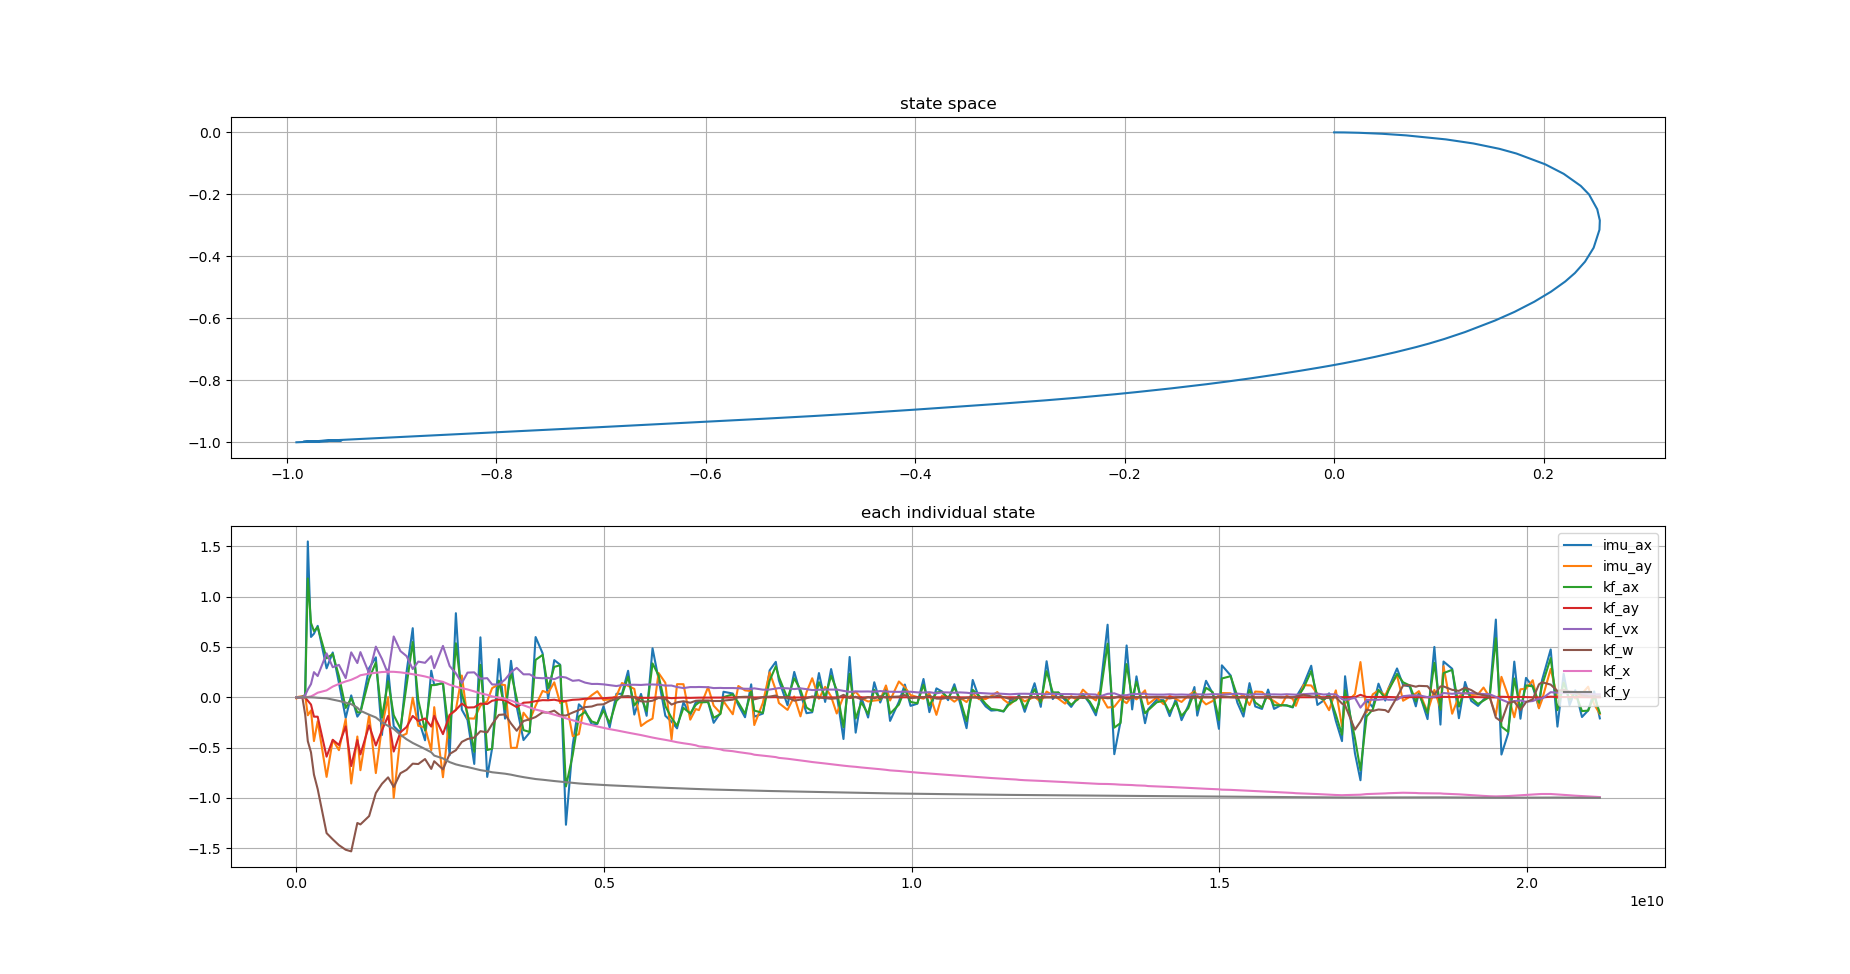 state space
0.0
−0.2
−0.4
−0.6
−0.8
−1.0
−1.0 −0.8 −0.6 −0.4 −0.2 0.0 0.2
each individual state
1.5
1.0
0.5
0.0
−0.5
−1.0
−1.5
imu_ax
imu_ay
kf_ax
kf_ay
kf_vx
kf_w
kf_x
kf_y
0.0 0.5 1.0 1.5 2.0
1e10